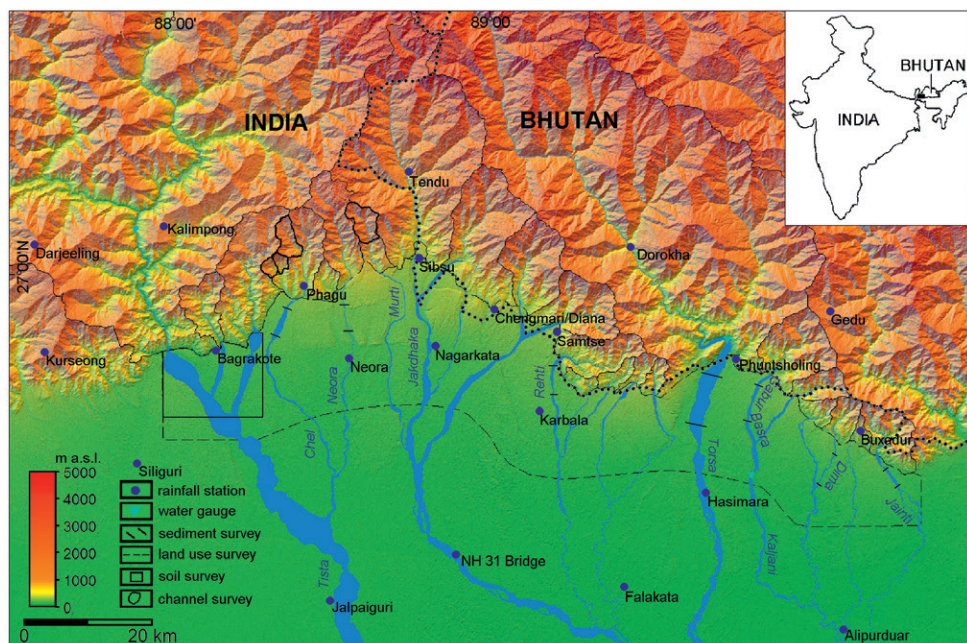 88°00'
89°00'
27°00'N
INDIA
BHUTAN
BHUTAN
INDIA
Tendu
Kalimpong
Darjeeling
Dorokha
Sibsu
Phagu
Murti
Chengmari/Diana
Gedu
Samtse
Kurseong
Bagrakote
Neora
Neora
Jakdhaka
Nagarkata
Rehti
Phuntsholing
Gabur Basra
Karbala
Chel
Torsa
Buxadur
Dima
Jainti
Hasimara
Kaljani
Tista
NH 31 Bridge
Falakata
Jalpaiguri
Alipurduar
Siliguri
m a.s.l.
5000
4000
3000
2000
1000
0
rainfall station
water gauge
sediment survey
land use survey
soil survey
channel survey
0
20 km